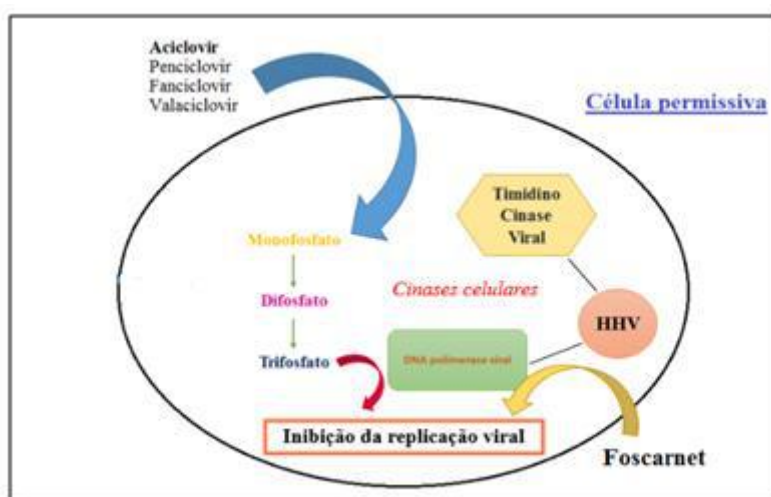 Aciclovir
Penciclovir
Fanciclovir
Valaciclovir
Célula permissiva
Timidino
Cinase
Viral
Monofosfato
Difosfato
Cinases celulares
HHV
Trifosfato
DNA polimerase viral
Inibição da replicação viral
Foscarnet